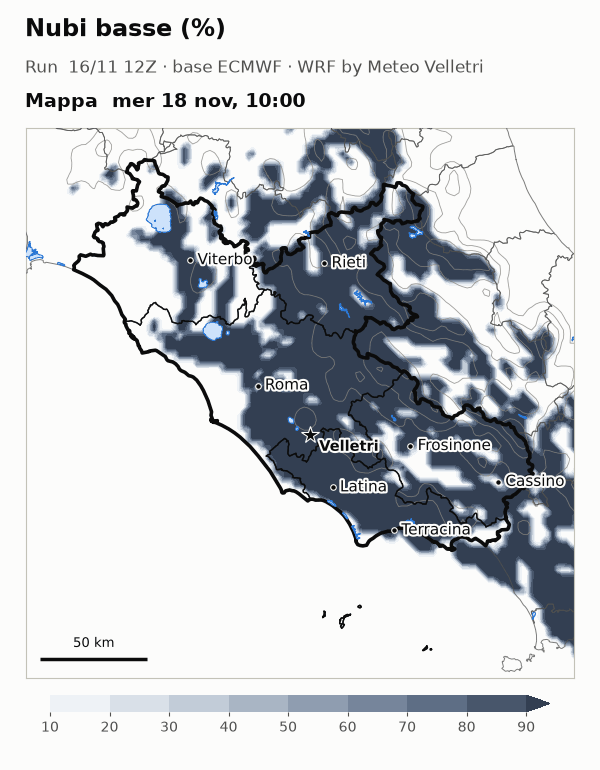 Nubi basse (%)
Run  16/11 12Z · base ECMWF · WRF by Meteo Velletri
Mappa  mer 18 nov, 10:00
Viterbo
Rieti
Roma
Velletri
Frosinone
Cassino
Latina
Terracina
50 km
10 20 30 40 50 60 70 80 90